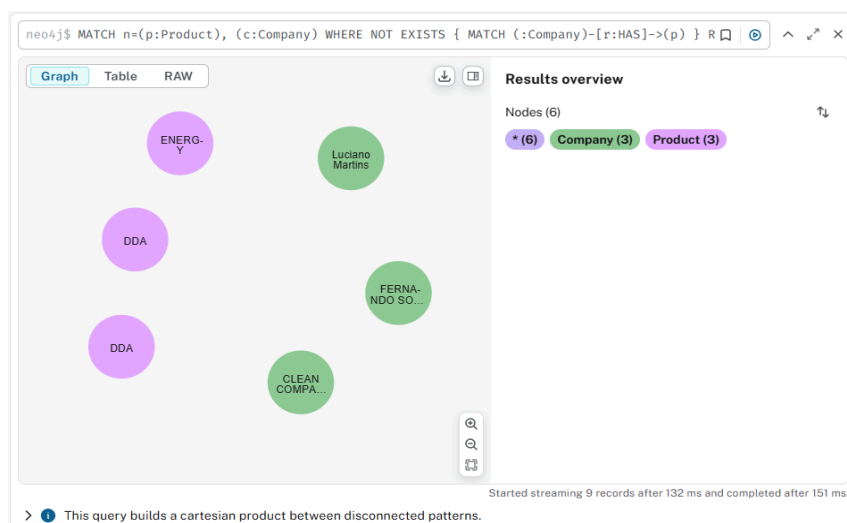 neo4j$ MATCH n=(p:Product), (c:Company) WHERE NOT EXISTS { MATCH (:Company)-[r:HAS]->(p) } R
Graph Table RAW
Results overview
Nodes (6)
* (6) Company (3) Product (3)
ENERG-
Y
Luciano
Martins
DDA
FERNA-
NDO SO...
DDA
CLEAN
COMPA...
Started streaming 9 records after 132 ms and completed after 151 ms
This query builds a cartesian product between disconnected patterns.